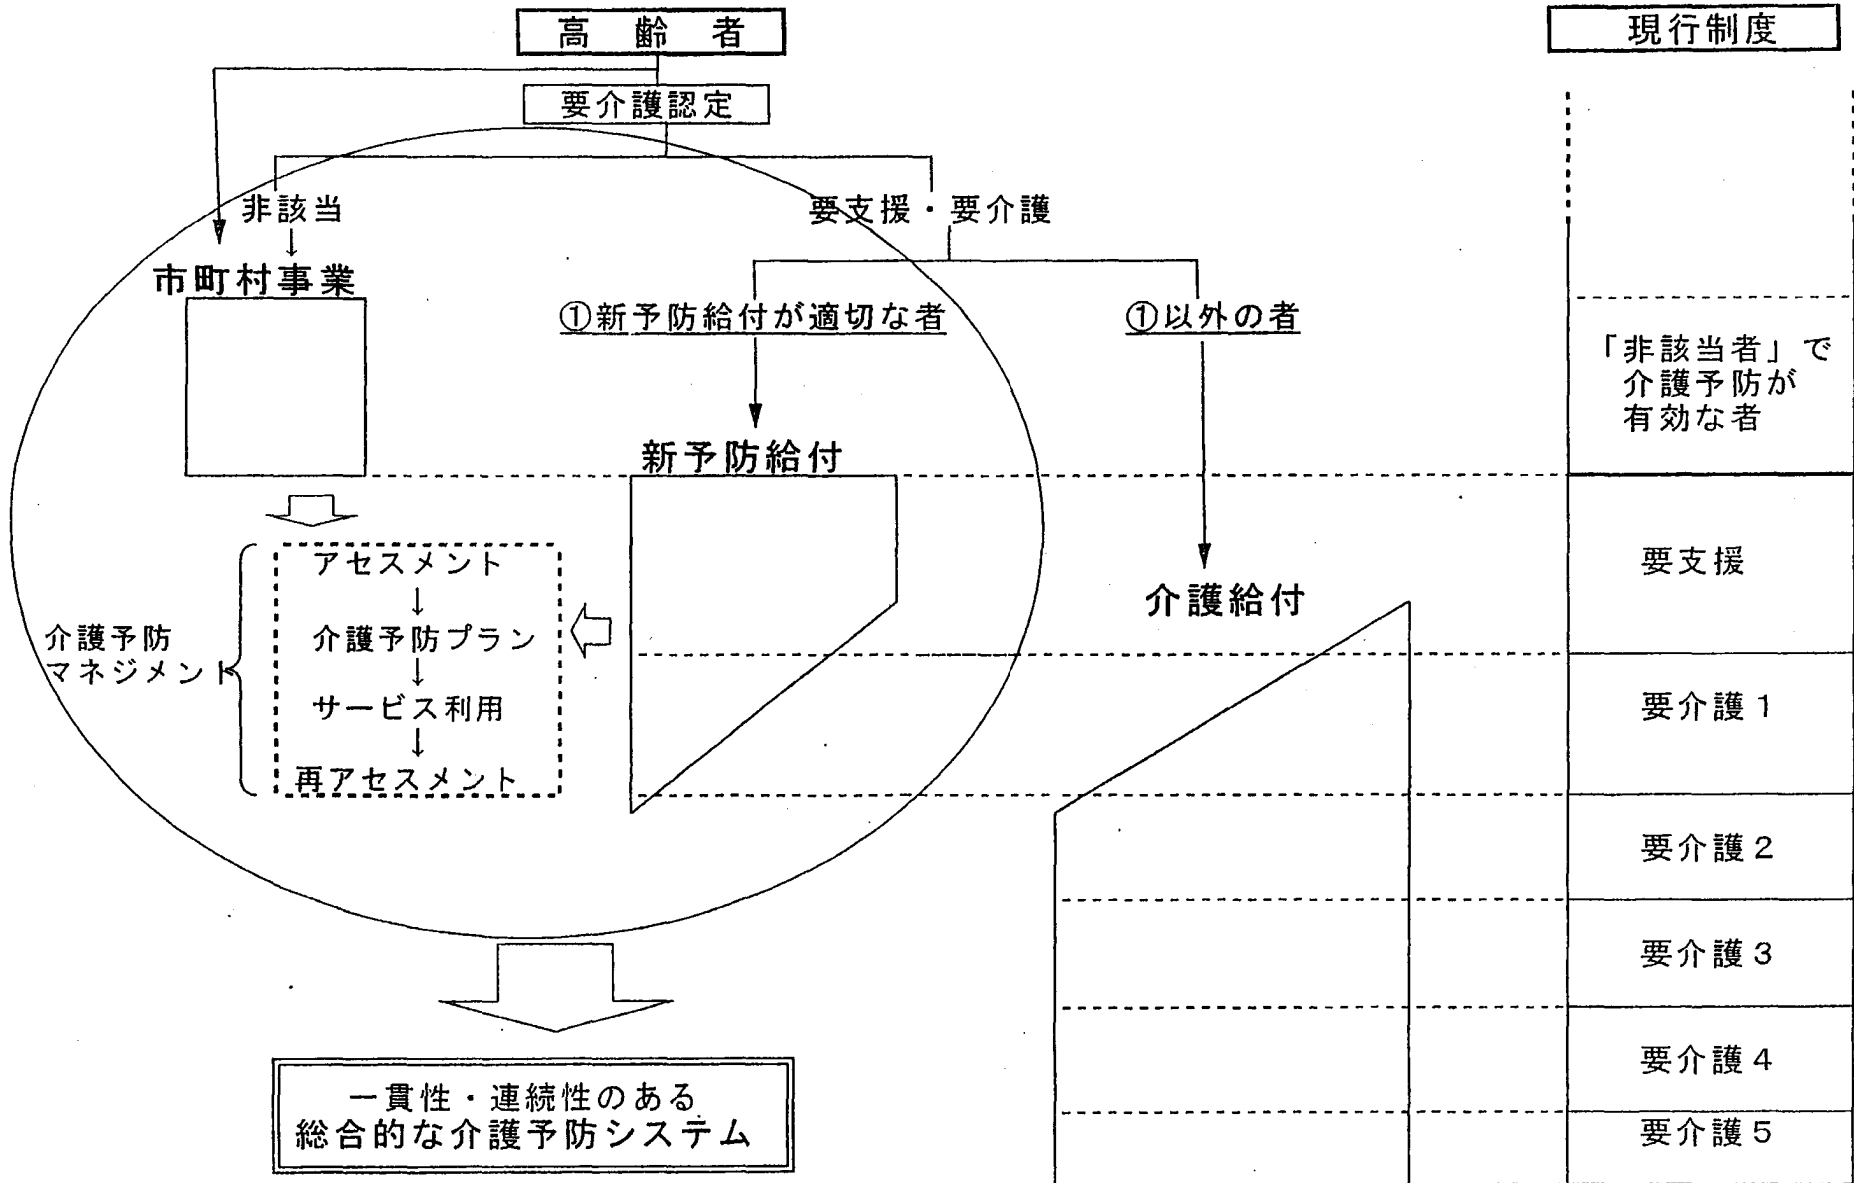 高齢者
現行制度
要介護認定
非該当
↓
要支援・要介護
市町村事業
①新予防給付が適切な者
①以外の者
「非該当者」で
介護予防が
有効な者
新予防給付
アセスメント
↓
介護予防プラン
↓
サービス利用
↓
再アセスメント
介護予防
マネジメント
介護給付
要支援
要介護1
要介護2
要介護3
要介護4
要介護5
一貫性・連続性のある
総合的な介護予防システム